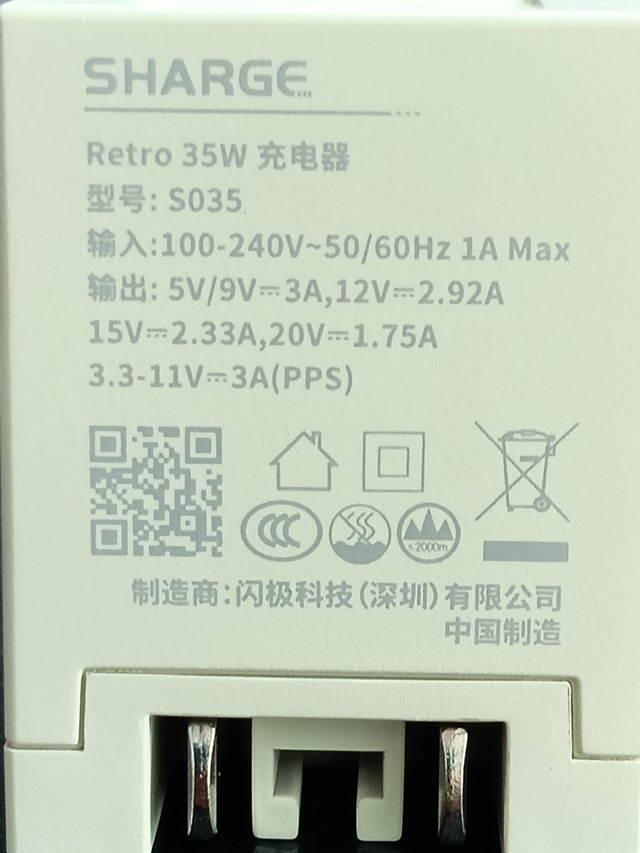 SHARGE
Retro 35W 充电器
型号: S035
输入:100-240V~50/60Hz 1A Max
输出: 5V/9V⎓3A,12V⎓2.92A
15V⎓2.33A,20V⎓1.75A
3.3-11V⎓3A(PPS)
CCC
≤2000m
制造商:闪极科技(深圳)有限公司
中国制造